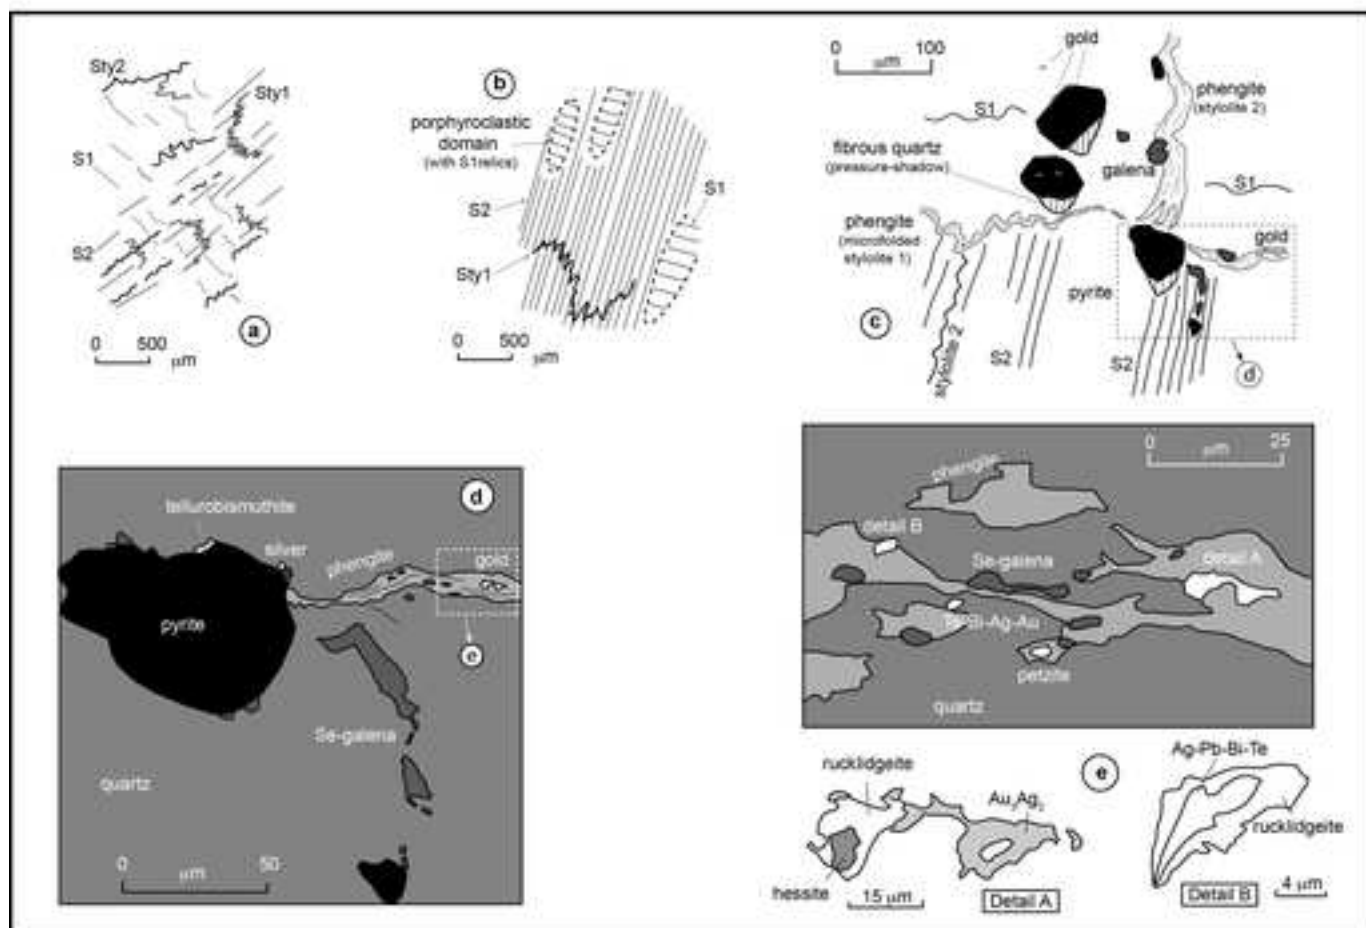 Sty2
Sty1
S1
S2
a
0 500
μm
b
porphyroclastic
domain
(with S1relics)
S2
S1
Sty1
0 500
μm
0 100
μm
gold
phengite
(stylolite 2)
S1
fibrous quartz
(pressure-shadow)
galena
S1
phengite
(microfolded
stylolite 1)
gold
pyrite
c
stylolite 2
S2
S2
d
d
tellurobismuthite
silver
phengite
gold
pyrite
e
Se-galena
quartz
0 50
μm
0 25
μm
phengite
detail B
Se-galena
detail A
Te-Bi-Ag-Au
petzite
quartz
e
rucklidgeite
hessite
15 μm
Detail A
Ag-Pb-Bi-Te
rucklidgeite
Detail B
4 μm